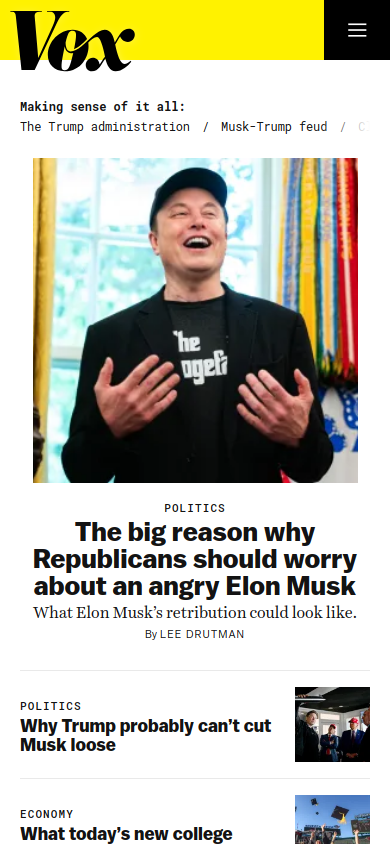 Vox
Making sense of it all:
The Trump administration / Musk-Trump feud / C
POLITICS
The big reason why
Republicans should worry
about an angry Elon Musk
What Elon Musk’s retribution could look like.
By LEE DRUTMAN
POLITICS
Why Trump probably can’t cut
Musk loose
ECONOMY
What today’s new college